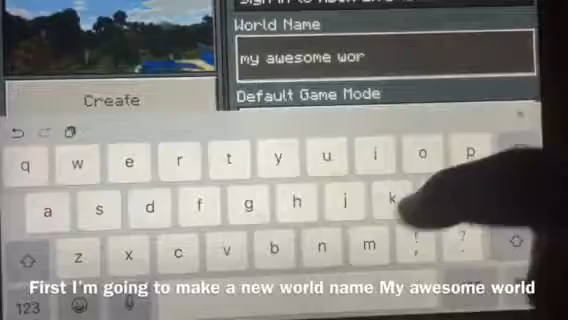 World Name
my awesome wor
Create
Default Game Mode
q w e r t y u i o p
a s d f g h j k
z x c v b n m ! , ? .
First I'm going to make a new world name My awesome world
123